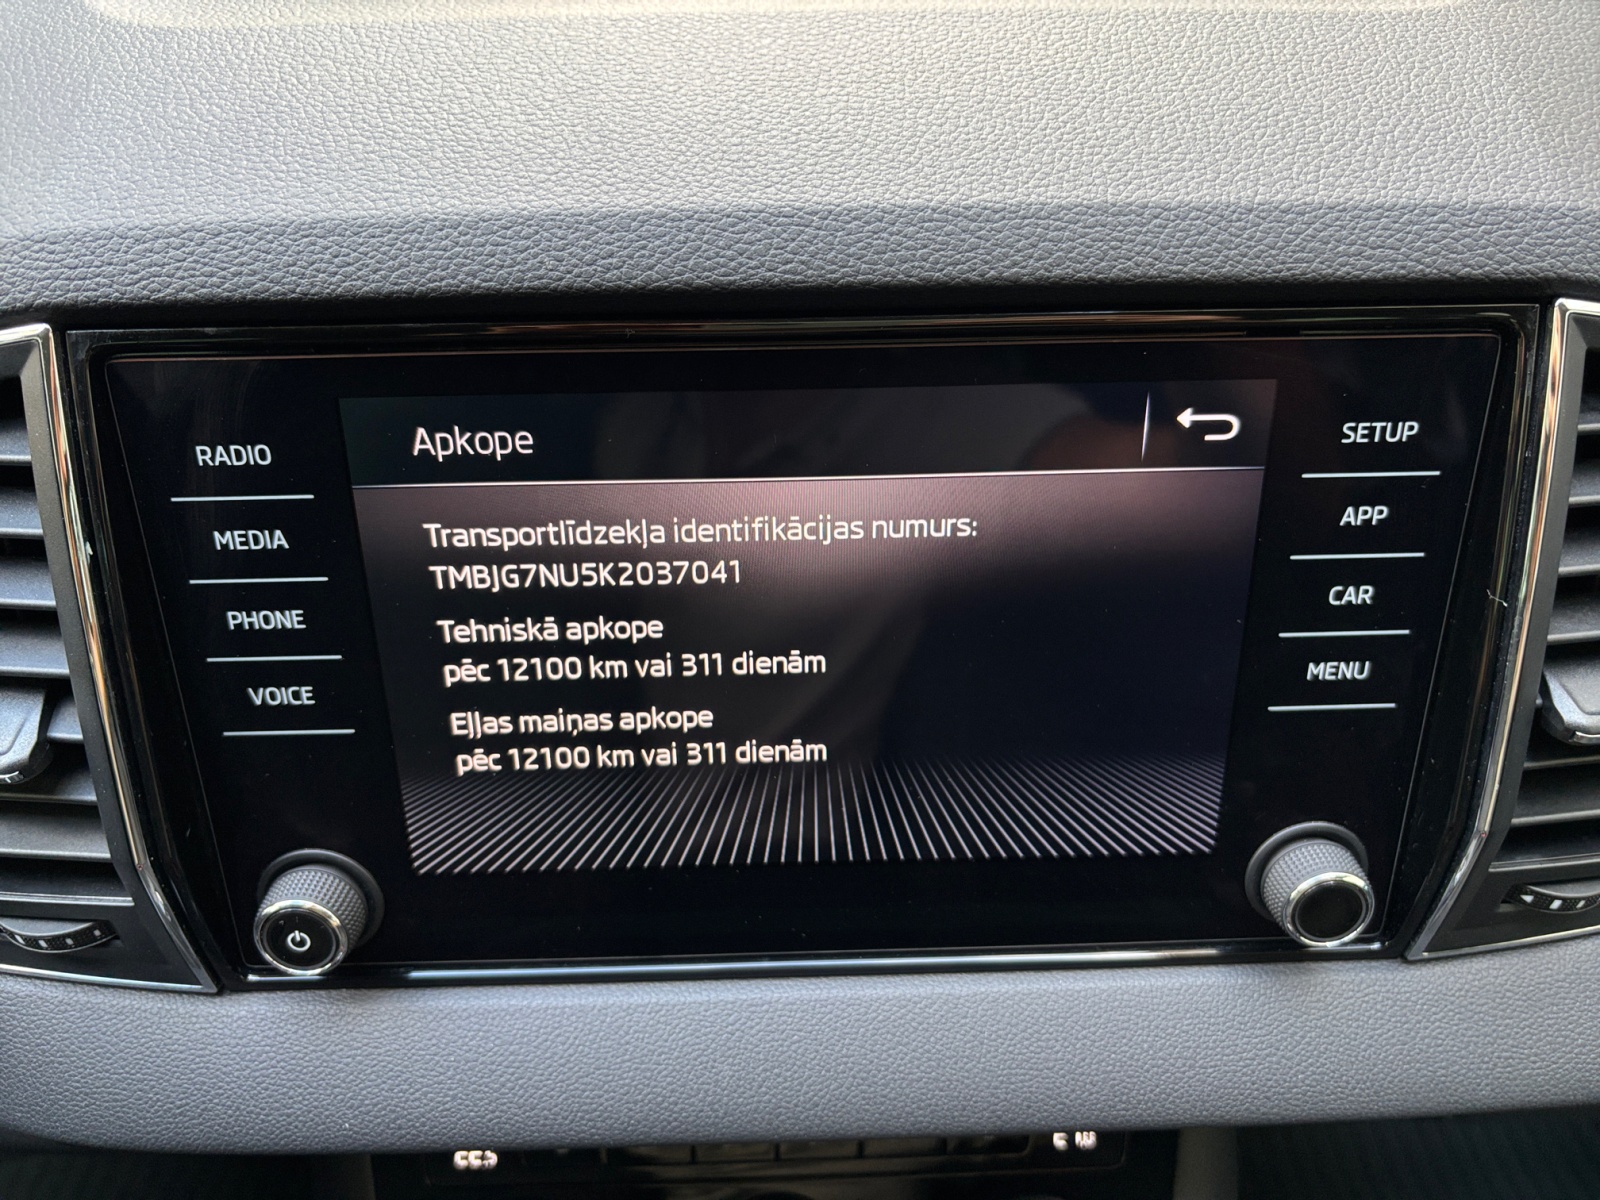 Apkope
RADIO
MEDIA
PHONE
VOICE
Transportlīdzekļa identifikācijas numurs:
TMBJG7NU5K2037041
Tehniskā apkope
pēc 12100 km vai 311 dienām
Eļļas maiņas apkope
pēc 12100 km vai 311 dienām
SETUP
APP
CAR
MENU